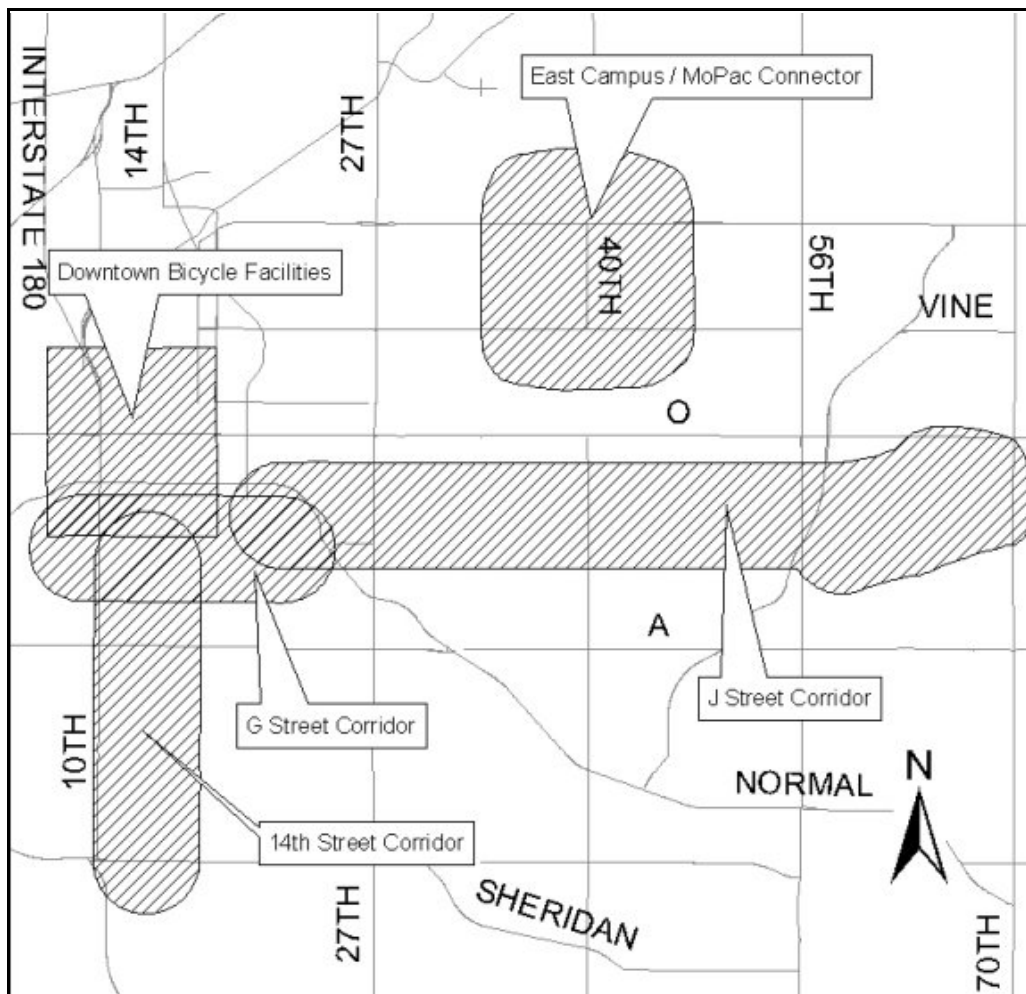 East Campus / MoPac Connector
INTERSTATE 180
14TH
27TH
Downtown Bicycle Facilities
40TH
56TH
VINE
O
A
G Street Corridor
J Street Corridor
10TH
N
NORMAL
14th Street Corridor
27TH
SHERIDAN
70TH